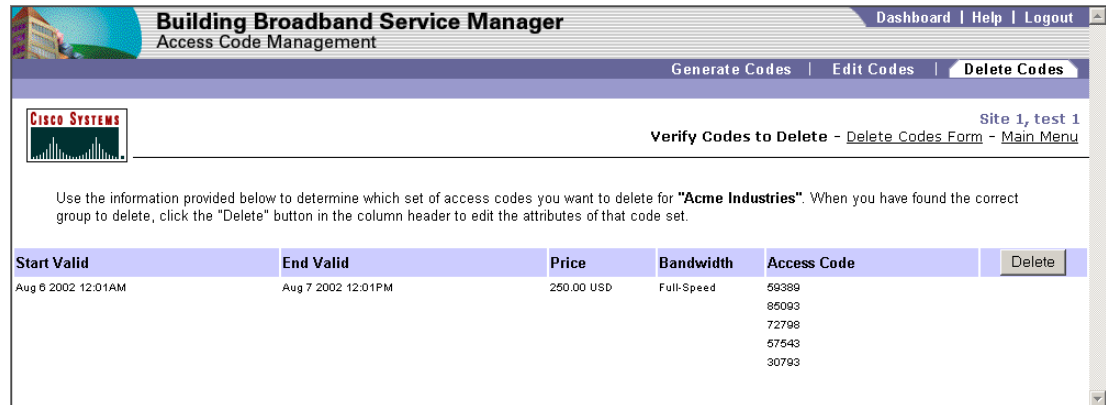 Building Broadband Service Manager
Dashboard | Help | Logout
Access Code Management
Generate Codes | Edit Codes | Delete Codes
CISCO SYSTEMS
Site 1, test 1
Verify Codes to Delete - Delete Codes Form - Main Menu
Use the information provided below to determine which set of access codes you want to delete for "Acme Industries". When you have found the correct
group to delete, click the "Delete" button in the column header to edit the attributes of that code set.
Start Valid End Valid Price Bandwidth Access Code Delete
Aug 6 2002 12:01AM Aug 7 2002 12:01PM 250.00 USD Full-Speed 59389
85093
72798
57543
30793